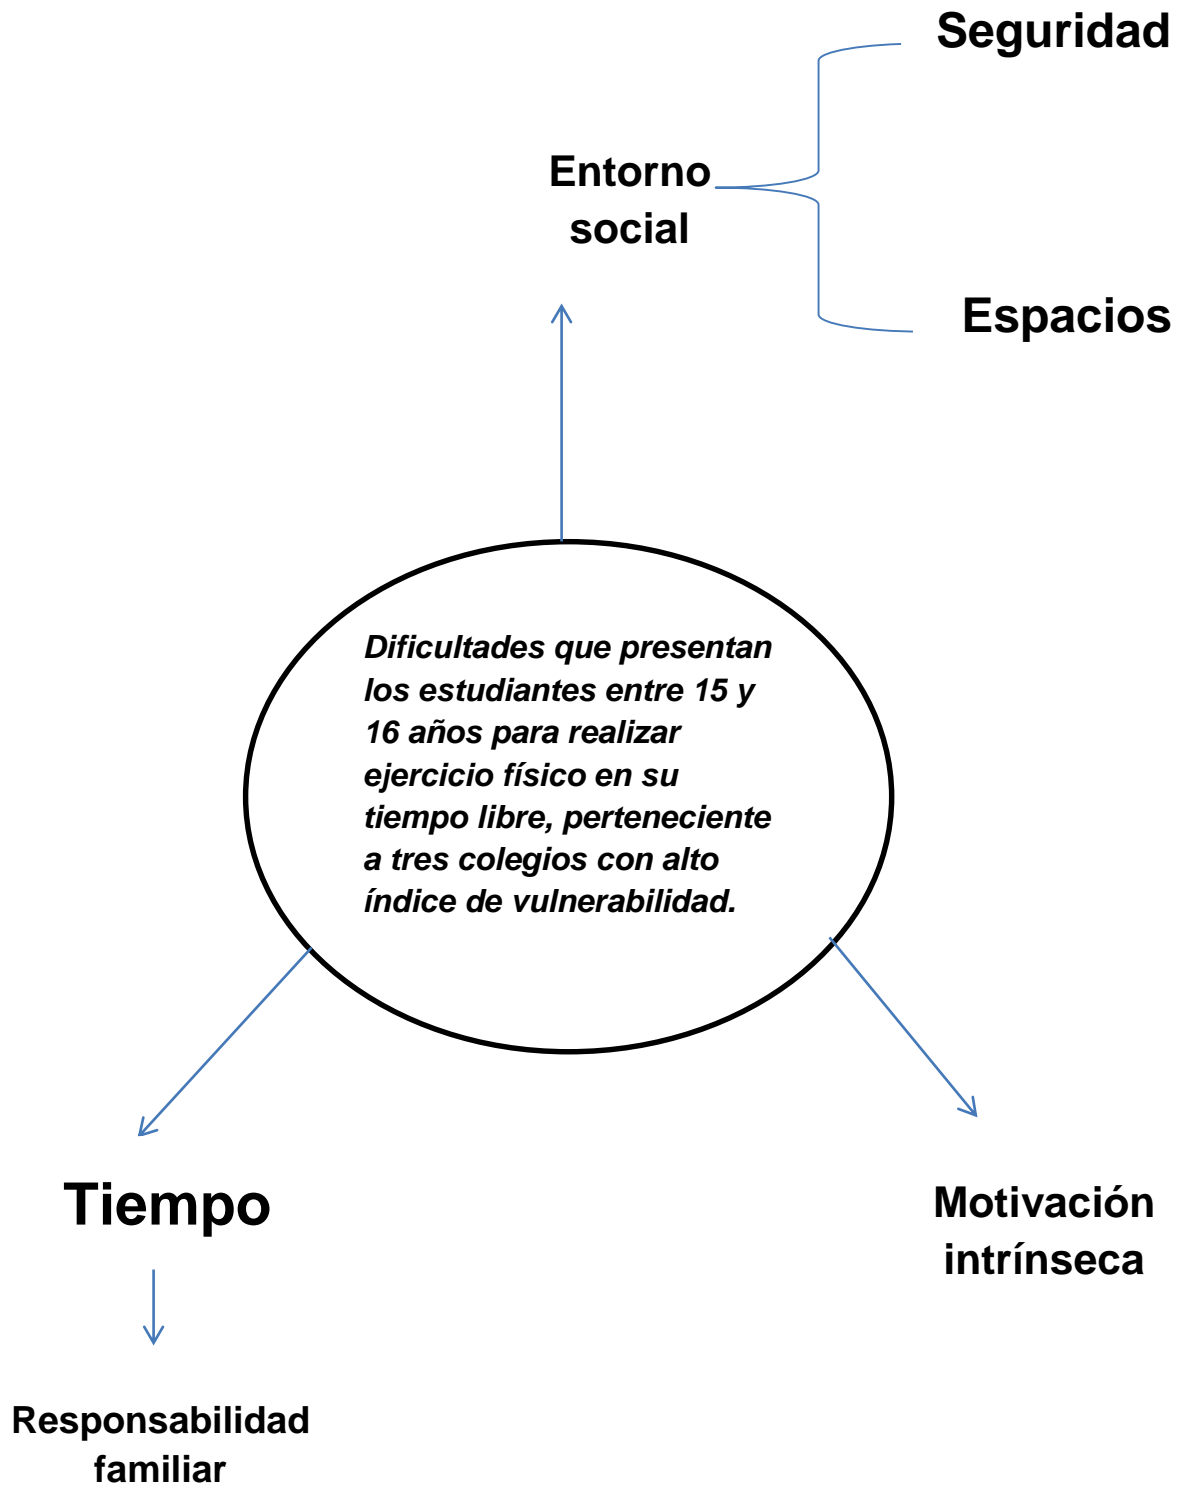 Seguridad
Entorno
social
Espacios
Dificultades que presentan
los estudiantes entre 15 y
16 años para realizar
ejercicio físico en su
tiempo libre, perteneciente
a tres colegios con alto
índice de vulnerabilidad.
Tiempo
Motivación
intrínseca
Responsabilidad
familiar